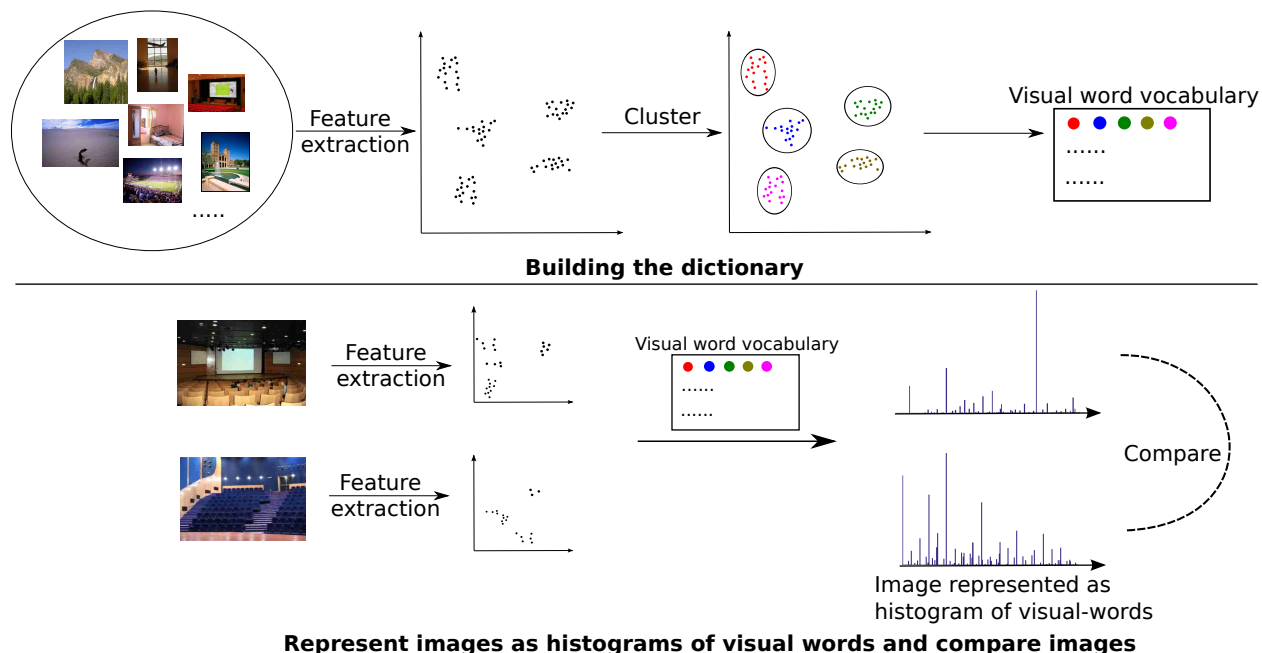 Feature
extraction
Cluster
Visual word vocabulary
.....
......
......
Building the dictionary
Feature
extraction
Visual word vocabulary
......
......
Compare
Feature
extraction
Image represented as
histogram of visual-words
Represent images as histograms of visual words and compare images